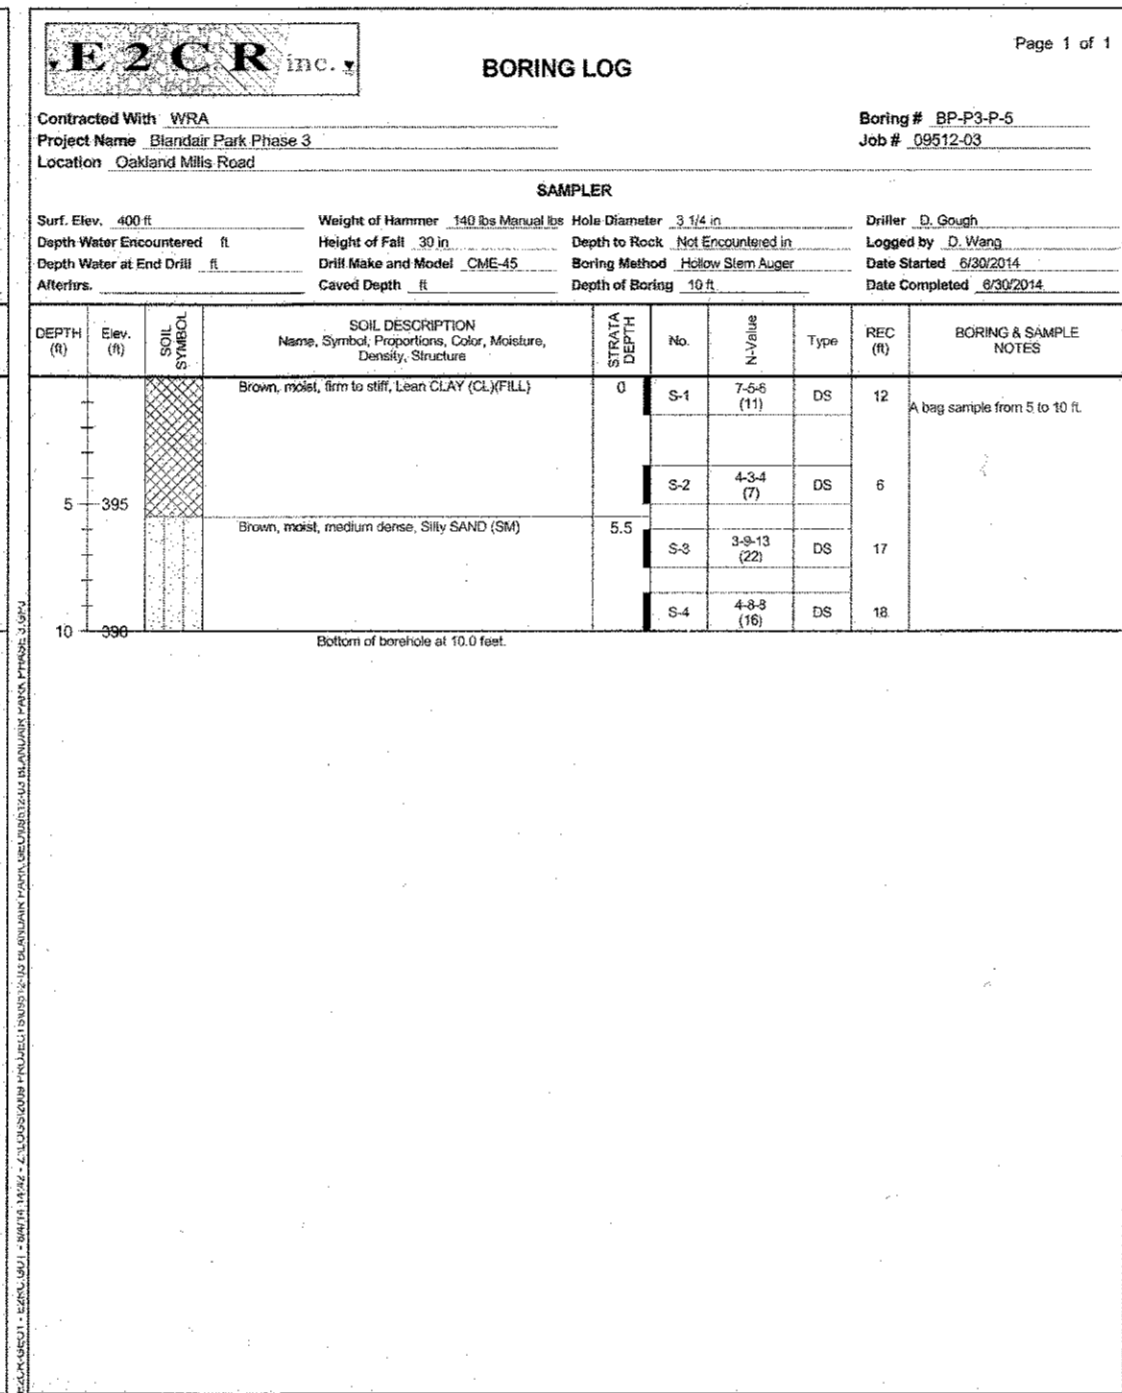 E2CR inc.
Page 1 of 1
BORING LOG
Contracted With WRA
Boring # BP-P3-P-5
Project Name Blandair Park Phase 3
Job # 09512-03
Location Oakland Mills Road
SAMPLER
Surf. Elev. 400 ft Weight of Hammer 140 lbs Manual lbs Hole Diameter 3 1/4 in Driller D. Gough
Depth Water Encountered ft Height of Fall 30 in Depth to Rock Not Encountered in Logged by D. Wang
Depth Water at End Drill ft Drill Make and Model CME-45 Boring Method Hollow Stem Auger Date Started 6/30/2014
After hrs. Caved Depth ft Depth of Boring 10 ft Date Completed 6/30/2014
DEPTH (ft) Elev. (ft) SOIL SYMBOL SOIL DESCRIPTION Name, Symbol, Proportions, Color, Moisture, Density, Structure STRATA DEPTH No. N-Value Type REC (ft) BORING & SAMPLE NOTES
Brown, moist, firm to stiff, Lean CLAY (CL)(FILL) 0
S-1 7-5-6 (11) DS 12
A bag sample from 5 to 10 ft.
S-2 4-3-4 (7) DS 6
5 395
Brown, moist, medium dense, Silty SAND (SM) 5.5
S-3 3-9-13 (22) DS 17
S-4 4-8-8 (16) DS 18
10 390
Bottom of borehole at 10.0 feet.